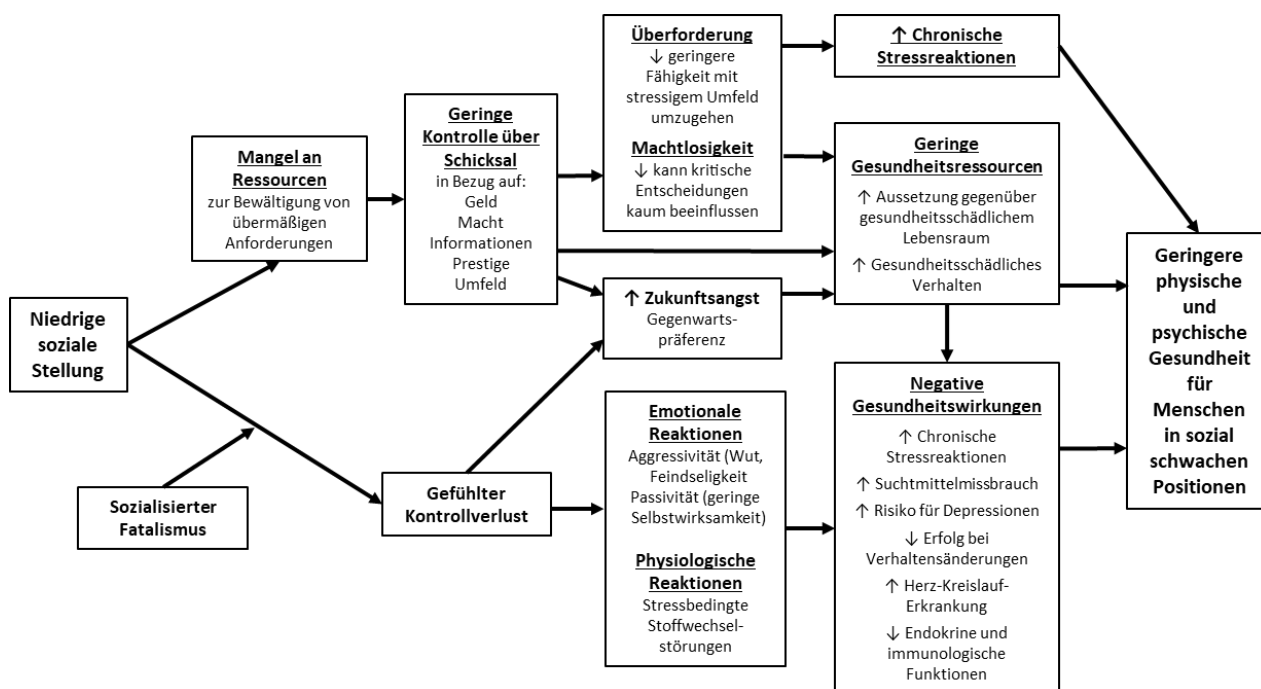 Niedrige
soziale
Stellung
Sozialisierter
Fatalismus
Mangel an
Ressourcen
zur Bewältigung von
übermäßigen
Anforderungen
Geringe
Kontrolle über
Schicksal
in Bezug auf:
Geld
Macht
Informationen
Prestige
Umfeld
Gefühlter
Kontrollverlust
Überforderung
↓ geringere
Fähigkeit mit
stressigem Umfeld
umzugehen
Machtlosigkeit
↓ kann kritische
Entscheidungen
kaum beeinflussen
↑ Zukunftsangst
Gegenwarts-
präferenz
Emotionale
Reaktionen
Aggressivität (Wut,
Feindseligkeit
Passivität (geringe
Selbstwirksamkeit)
Physiologische
Reaktionen
Stressbedingte
Stoffwechsel-
störungen
↑ Chronische
Stressreaktionen
Geringe
Gesundheitsressourcen
↑ Aussetzung gegenüber
gesundheitsschädlichem
Lebensraum
↑ Gesundheitsschädliches
Verhalten
Negative
Gesundheitswirkungen
↑ Chronische
Stressreaktionen
↑ Suchtmittelmissbrauch
↑ Risiko für Depressionen
↓ Erfolg bei
Verhaltensänderungen
↑ Herz-Kreislauf-
Erkrankung
↓ Endokrine und
immunologische
Funktionen
Geringere
physische
und
psychische
Gesundheit
für
Menschen
in sozial
schwachen
Positionen